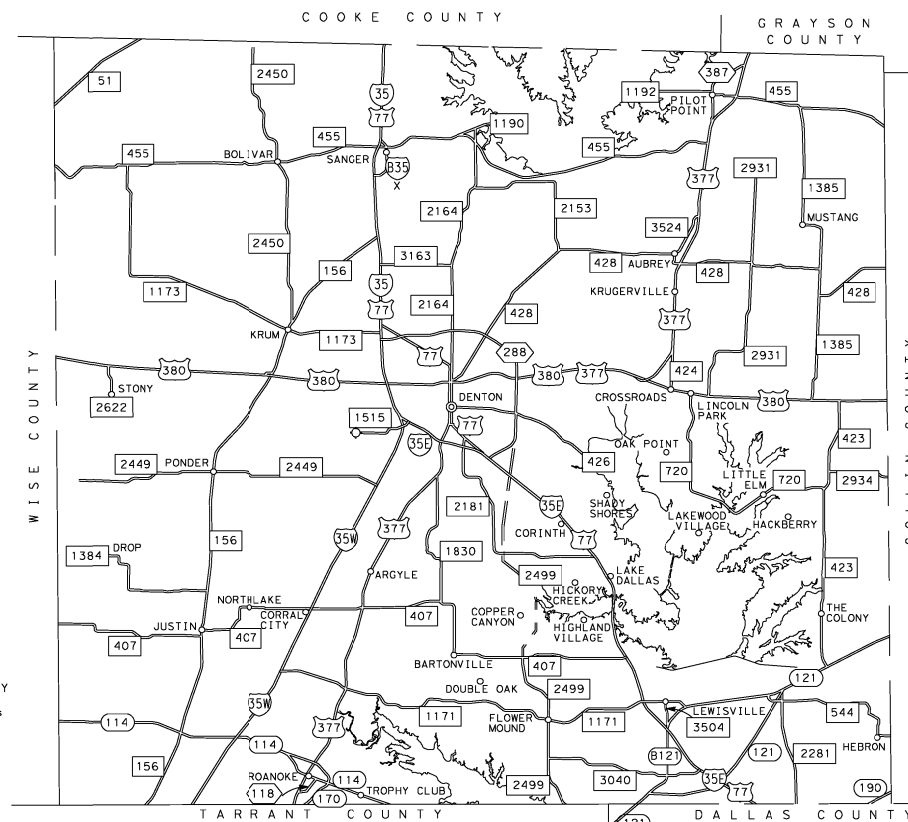 COOKE COUNTY
GRAYSON
COUNTY
51
2450
35
77
387
1192
455
PILOT
POINT
1190
455
455
BOLIVAR
SANGER
B35
X
455
2931
377
1385
MUSTANG
2164
2153
3524
2450
156
3163
428
AUBREY
428
1173
35
77
2164
428
KRUGERVILLE
428
377
KRUM
1173
77
288
2931
1385
WISE COUNTY
380
380
380
377
424
STONY
2622
DENTON
CROSSROADS
380
LINCOLN
PARK
1515
77
35E
OAK POINT
423
2449
PONDER
2449
426
720
LITTLE
ELM
720
2934
2181
35E
SHADY
SHORES
LAKEWOOD
VILLAGE
HACKBERRY
CORINTH
77
156
35W
377
1384
DROP
1830
2499
LAKE
DALLAS
423
ARGYLE
HICKORY
CREEK
NORTHLAKE
CORRAL
CITY
407
COPPER
CANYON
HIGHLAND
VILLAGE
THE
COLONY
JUSTIN
407
407
BARTONVILLE
407
121
DOUBLE OAK
2499
Y
35W
1171
FLOWER
MOUND
1171
LEWISVILLE
3504
544
114
377
114
HEBRON
B121
121
2281
156
ROANOKE
114
118
170
TROPHY CLUB
2499
3040
35E
77
190
TARRANT COUNTY
DALLAS COUNTY